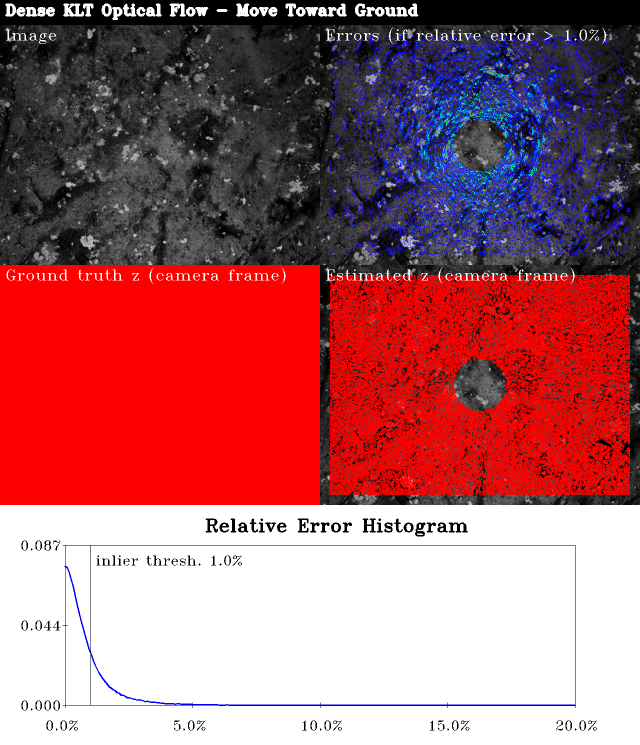 Dense KLT Optical Flow - Move Toward Ground
Image
Errors (if relative error > 1.0%)
Ground truth z (camera frame)
Estimated z (camera frame)
Relative Error Histogram
0.087
inlier thresh. 1.0%
0.044
0.000
0.0%
5.0%
10.0%
15.0%
20.0%